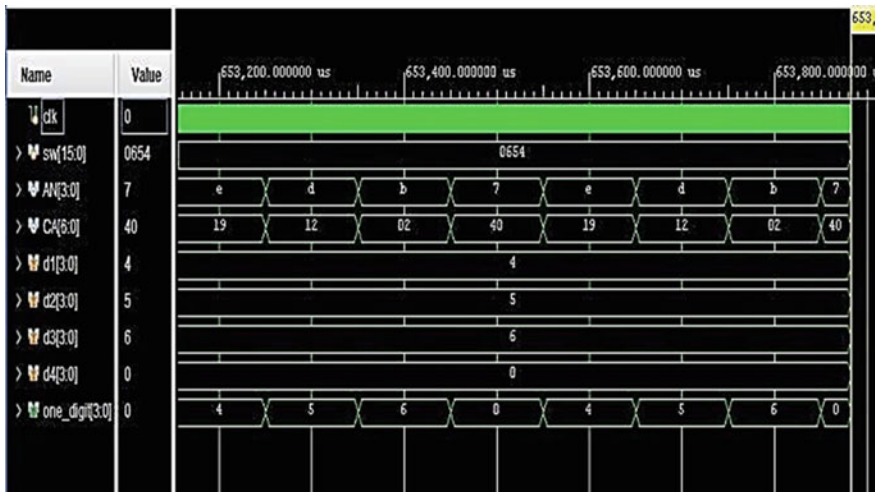 653,
Name Value 653,200.000000 us 653,400.000000 us 653,600.000000 us 653,800.000000
clk 0
> sw[15:0] 0654 0654
> AN[3:0] 7 e d b 7 e d b 7
> CA[6:0] 40 19 12 02 40 19 12 02 40
> d1[3:0] 4 4
> d2[3:0] 5 5
> d3[3:0] 6 6
> d4[3:0] 0 0
> one_digit[3:0] 0 4 5 6 0 4 5 6 0